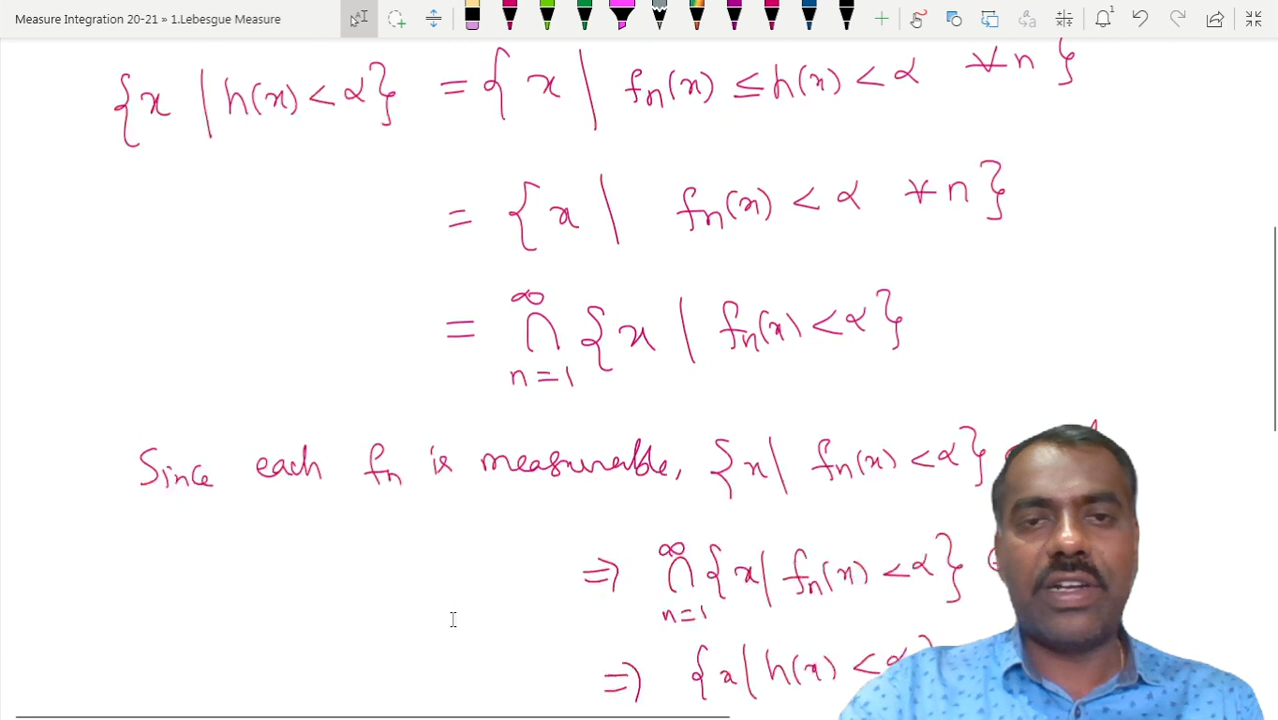 Measure Integration 20-21 » 1.Lebesgue Measure
{x | h(x) < α} = {x | fn(x) ≤ h(x) < α ∀ n}
= {x | fn(x) < α ∀ n}
= ∞ ∩ n=1 {x | fn(x) < α}
Since each fn is measurable, {x | fn(x) < α}
⇒ ∞ ∩ n=1 {x | fn(x) < α}
⇒ {x | h(x) < α